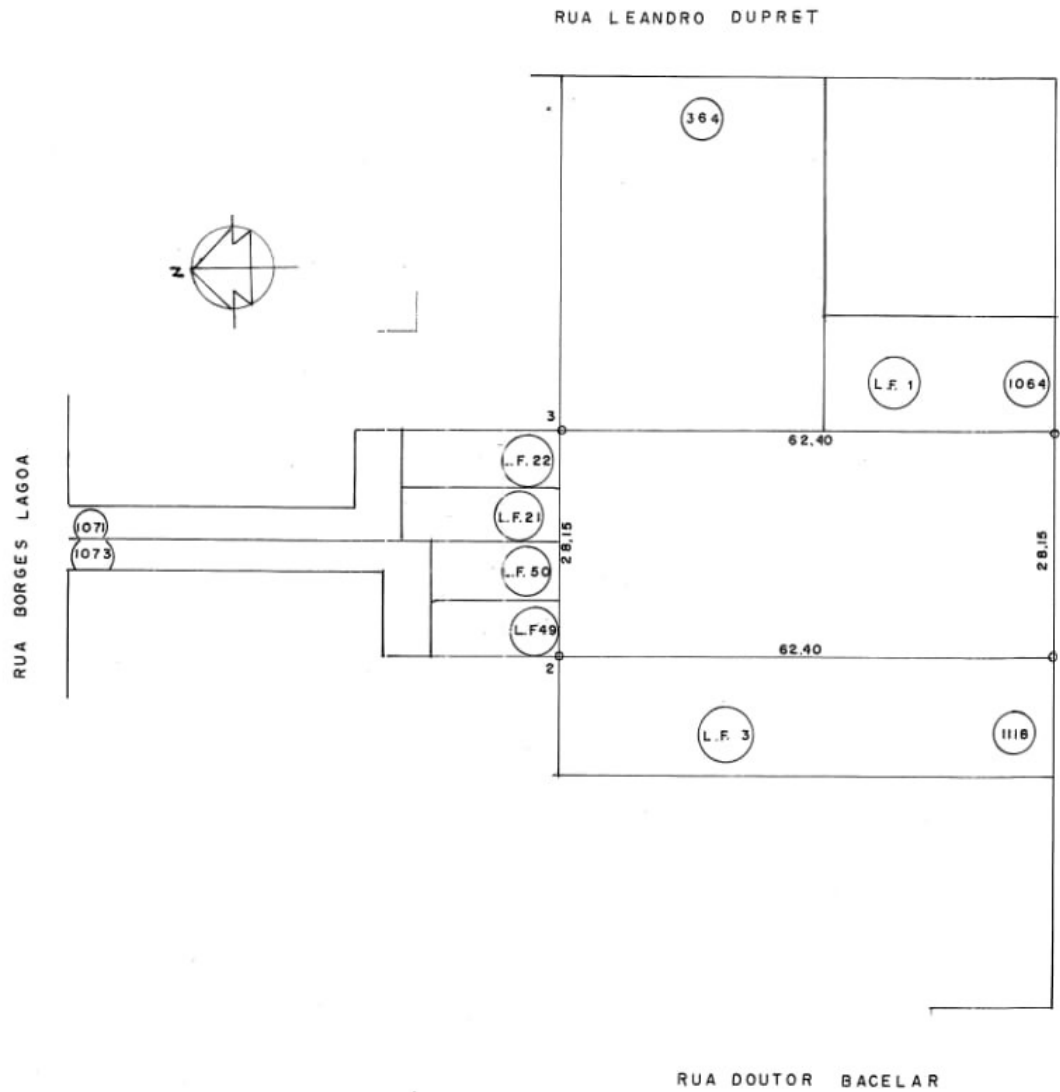 RUA LEANDRO DUPRET
364
N
L.F. 1
1064
3
62.40
L.F. 22
L.F. 21
1071
1073
L.F. 50
28,15
28,15
L.F 49
RUA BORGES LAGOA
2
62.40
L.F. 3
1118
RUA DOUTOR BACELAR